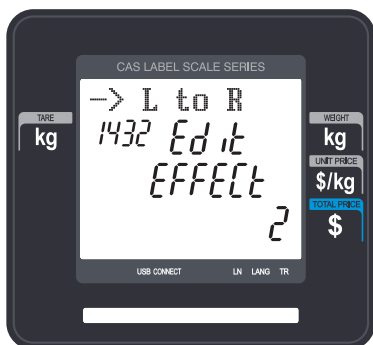 CAS LABEL SCALE SERIES
-> L to R
TARE
kg
1432 Edit
WEIGHT
kg
EFFECt
UNIT PRICE
$/kg
TOTAL PRICE
$
2
USB CONNECT LN LANG TR